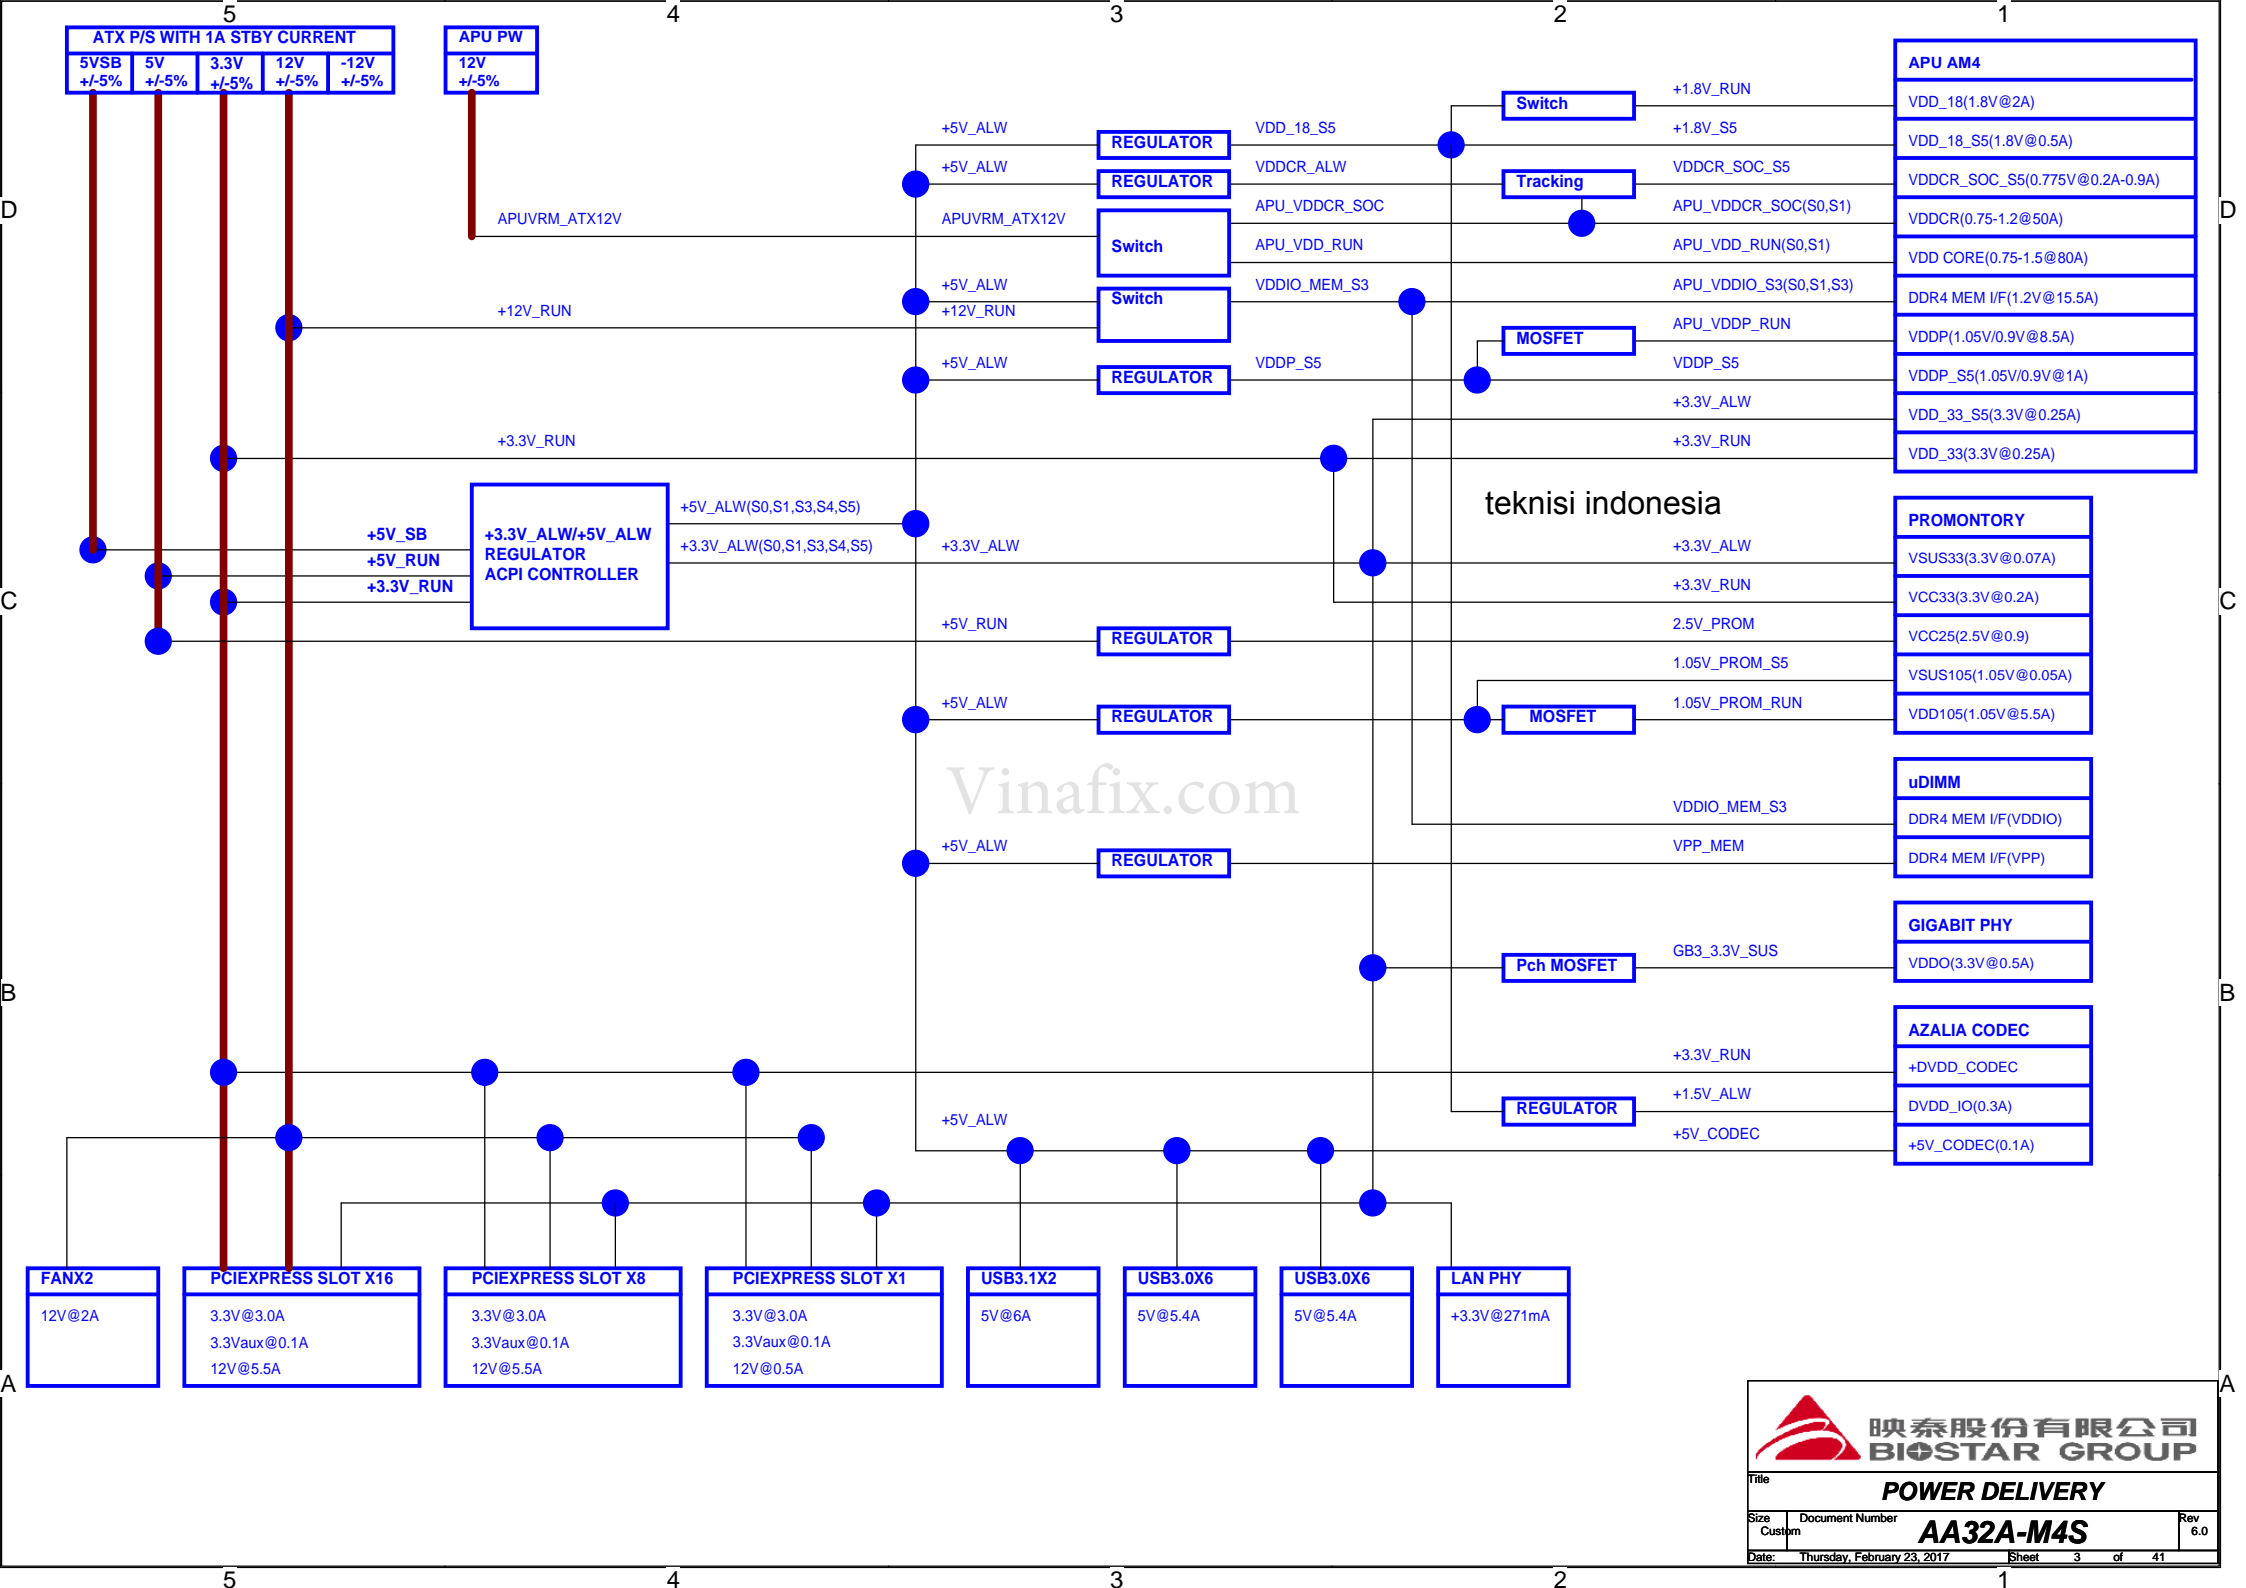 5 4 3 2 1
ATX P/S WITH 1A STBY CURRENT
5VSB +/-5%
5V +/-5%
3.3V +/-5%
12V +/-5%
-12V +/-5%
APU PW
12V
+/-5%
D
D
C
C
B
B
A
A
APUVRM_ATX12V
+12V_RUN
+3.3V_RUN
+5V_SB
+5V_RUN
+3.3V_RUN
+3.3V_ALW/+5V_ALW
REGULATOR
ACPI CONTROLLER
+5V_ALW(S0,S1,S3,S4,S5)
+3.3V_ALW(S0,S1,S3,S4,S5)
+5V_ALW
REGULATOR
VDD_18_S5
Switch
+1.8V_RUN
+1.8V_S5
+5V_ALW
REGULATOR
VDDCR_ALW
Tracking
VDDCR_SOC_S5
APUVRM_ATX12V
Switch
APU_VDDCR_SOC
APU_VDDCR_SOC(S0,S1)
APU_VDD_RUN
APU_VDD_RUN(S0,S1)
+5V_ALW
+12V_RUN
Switch
VDDIO_MEM_S3
APU_VDDIO_S3(S0,S1,S3)
MOSFET
APU_VDDP_RUN
+5V_ALW
REGULATOR
VDDP_S5
VDDP_S5
+3.3V_ALW
+3.3V_RUN
APU AM4
VDD_18(1.8V@2A)
VDD_18_S5(1.8V@0.5A)
VDDCR_SOC_S5(0.775V@0.2A-0.9A)
VDDCR(0.75-1.2@50A)
VDD CORE(0.75-1.5@80A)
DDR4 MEM I/F(1.2V@15.5A)
VDDP(1.05V/0.9V@8.5A)
VDDP_S5(1.05V/0.9V@1A)
VDD_33_S5(3.3V@0.25A)
VDD_33(3.3V@0.25A)
teknisi indonesia
+3.3V_ALW
+3.3V_ALW
+3.3V_RUN
+5V_RUN
REGULATOR
2.5V_PROM
1.05V_PROM_S5
+5V_ALW
REGULATOR
MOSFET
1.05V_PROM_RUN
PROMONTORY
VSUS33(3.3V@0.07A)
VCC33(3.3V@0.2A)
VCC25(2.5V@0.9)
VSUS105(1.05V@0.05A)
VDD105(1.05V@5.5A)
Vinafix.com
VDDIO_MEM_S3
+5V_ALW
REGULATOR
VPP_MEM
uDIMM
DDR4 MEM I/F(VDDIO)
DDR4 MEM I/F(VPP)
Pch MOSFET
GB3_3.3V_SUS
GIGABIT PHY
VDDO(3.3V@0.5A)
+3.3V_RUN
REGULATOR
+1.5V_ALW
+5V_ALW
+5V_CODEC
AZALIA CODEC
+DVDD_CODEC
DVDD_IO(0.3A)
+5V_CODEC(0.1A)
FANX2
12V@2A
PCIEXPRESS SLOT X16
3.3V@3.0A
3.3Vaux@0.1A
12V@5.5A
PCIEXPRESS SLOT X8
3.3V@3.0A
3.3Vaux@0.1A
12V@5.5A
PCIEXPRESS SLOT X1
3.3V@3.0A
3.3Vaux@0.1A
12V@0.5A
USB3.1X2
5V@6A
USB3.0X6
5V@5.4A
USB3.0X6
5V@5.4A
LAN PHY
+3.3V@271mA
映泰股份有限公司
BIOSTAR GROUP
Title
POWER DELIVERY
Size
Custom
Document Number
AA32A-M4S
Rev
6.0
Date: Thursday, February 23, 2017
Sheet 3 of 41
5 4 3 2 1